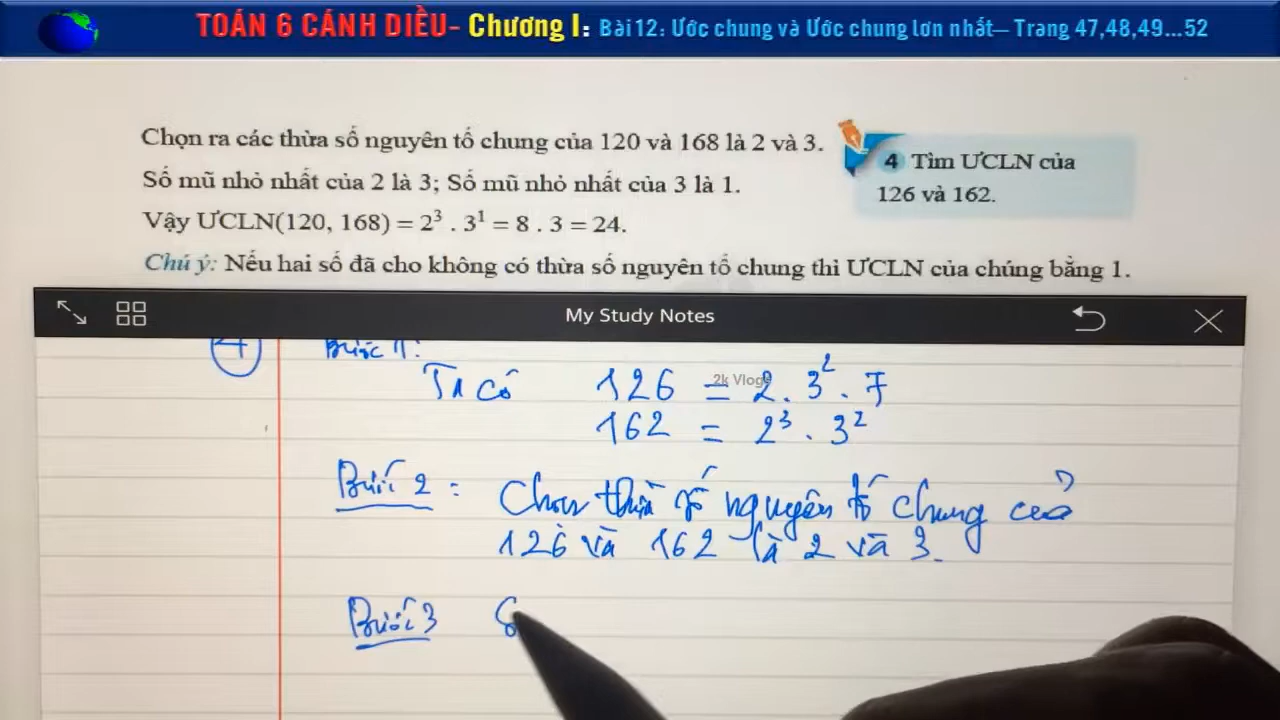 TOÁN 6 CÁNH DIỀU- Chương I: Bài 12: Ước chung và Ước chung lớn nhất– Trang 47,48,49...52
Chọn ra các thừa số nguyên tố chung của 120 và 168 là 2 và 3.
Số mũ nhỏ nhất của 2 là 3; Số mũ nhỏ nhất của 3 là 1.
Vậy ƯCLN(120, 168) = 2³ . 3¹ = 8 . 3 = 24.
Chú ý: Nếu hai số đã cho không có thừa số nguyên tố chung thì ƯCLN của chúng bằng 1.
4 Tìm ƯCLN của
126 và 162.
My Study Notes
4 Bước 1:
Ta có 126 = 2 . 3² . 7
2k Vlogs
162 = 2³ . 3²
Bước 2 : Chọn thừa số nguyên tố chung của
126 và 162 là 2 và 3.
Bước 3 S